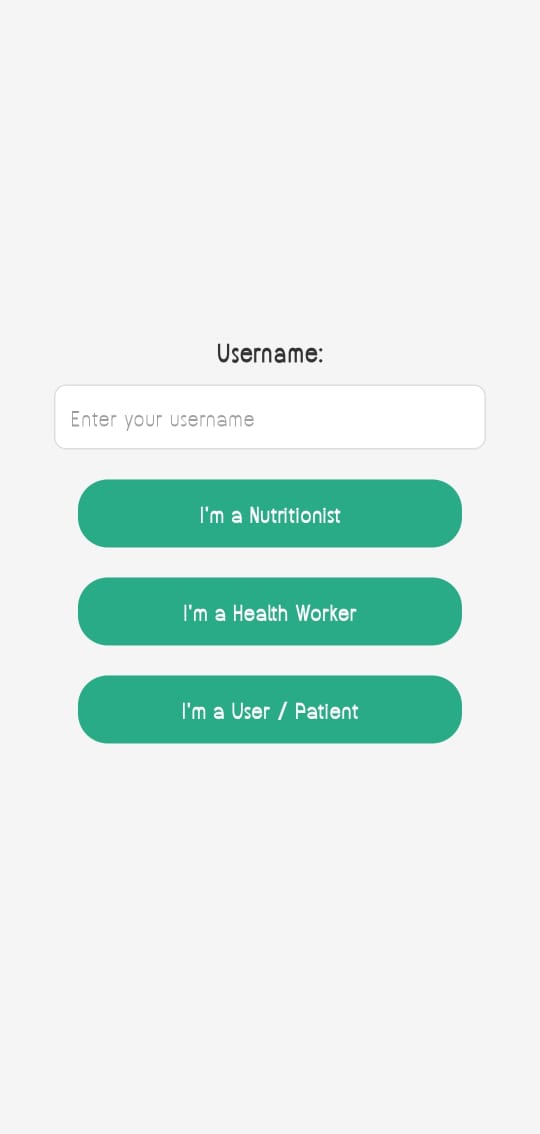 Username:
Enter your username
I'm a Nutritionist
I'm a Health Worker
I'm a User / Patient